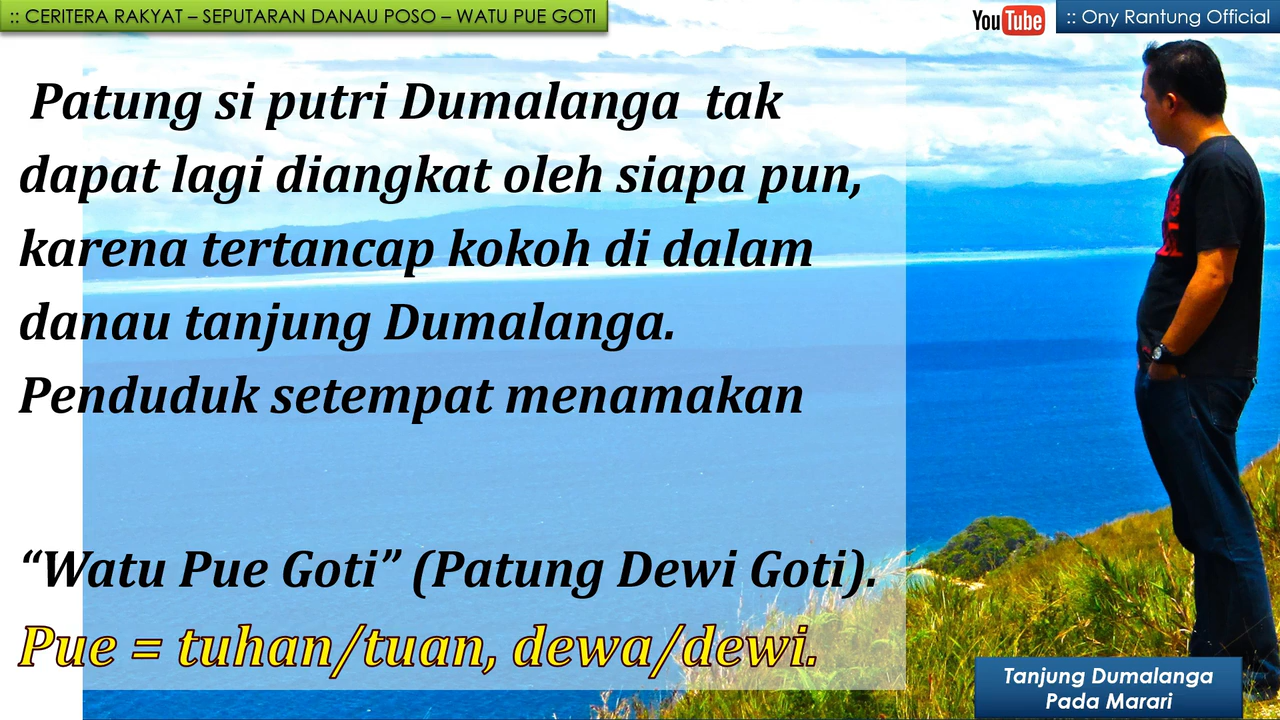 :: CERITERA RAKYAT – SEPUTARAN DANAU POSO – WATU PUE GOTI
YouTube :: Ony Rantung Official
Patung si putri Dumalanga tak
dapat lagi diangkat oleh siapa pun,
karena tertancap kokoh di dalam
danau tanjung Dumalanga.
Penduduk setempat menamakan
“Watu Pue Goti” (Patung Dewi Goti).
Pue = tuhan/tuan, dewa/dewi.
Tanjung Dumalanga
Pada Marari